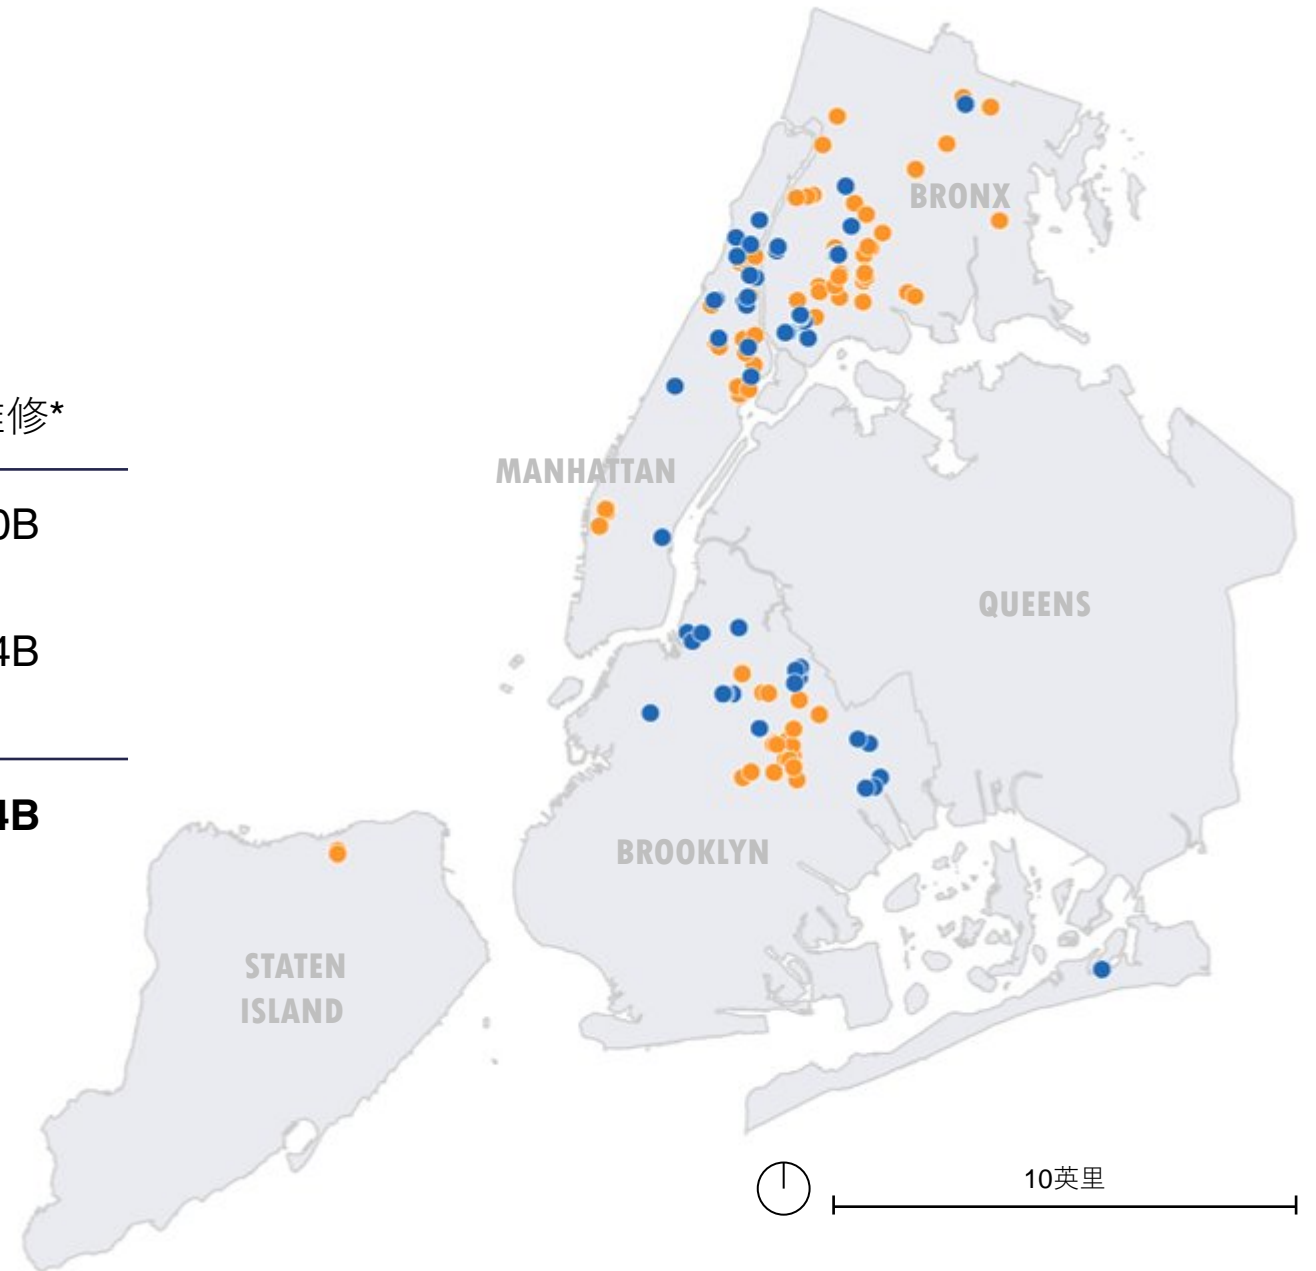 修*
0B
4B
4B
BRONX
MANHATTAN
QUEENS
BROOKLYN
STATEN
ISLAND
10英里